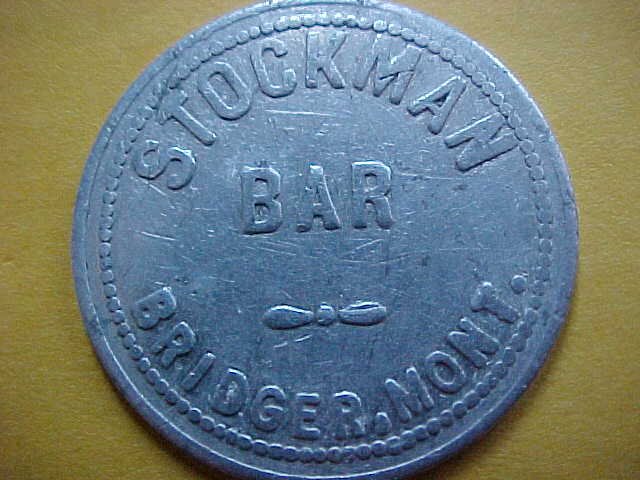 STOCKMAN
BAR
BRIDGER, MONT.